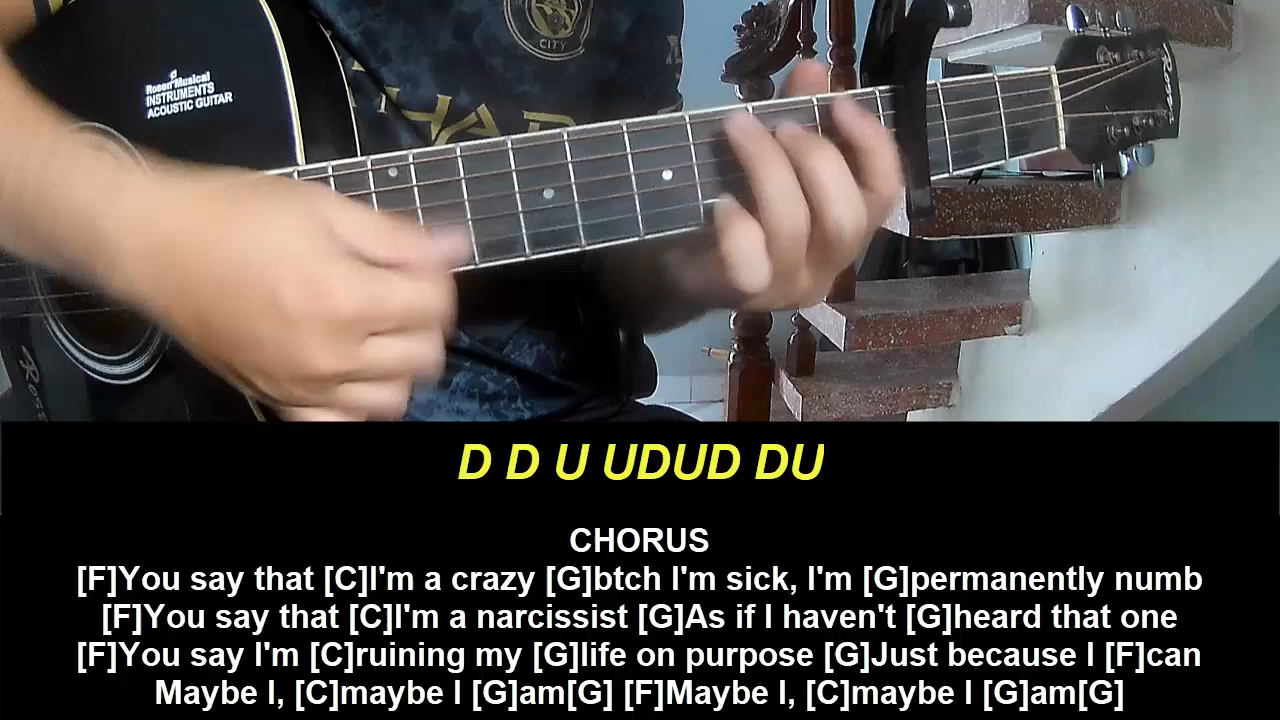 CITY
Rosen Musical
INSTRUMENTS
ACOUSTIC GUITAR
D D U UDUD DU
CHORUS
[F]You say that [C]I'm a crazy [G]btch I'm sick, I'm [G]permanently numb
[F]You say that [C]I'm a narcissist [G]As if I haven't [G]heard that one
[F]You say I'm [C]ruining my [G]life on purpose [G]Just because I [F]can
Maybe I, [C]maybe I [G]am[G] [F]Maybe I, [C]maybe I [G]am[G]